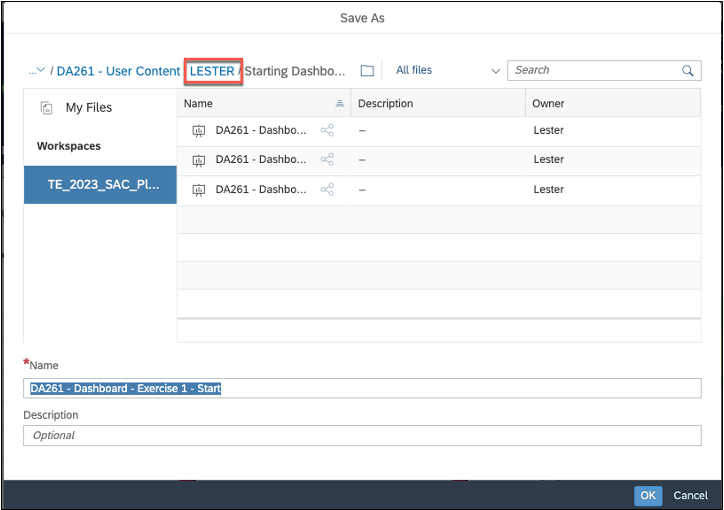 Save As
... / DA261 - User Content LESTER / Starting Dashbo... All files Search
My Files
Workspaces
TE_2023_SAC_Pl...
Name Description Owner
DA261 - Dashbo... – Lester
DA261 - Dashbo... – Lester
DA261 - Dashbo... – Lester
*Name
DA261 - Dashboard - Exercise 1 - Start
Description
Optional
OK Cancel